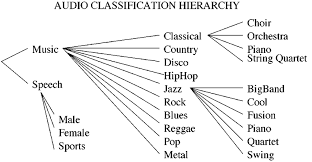 AUDIO CLASSIFICATION HIERARCHY
Music
Speech
Male
Female
Sports
Classical
Country
Disco
HipHop
Jazz
Rock
Blues
Reggae
Pop
Metal
Choir
Orchestra
Piano
String Quartet
BigBand
Cool
Fusion
Piano
Quartet
Swing